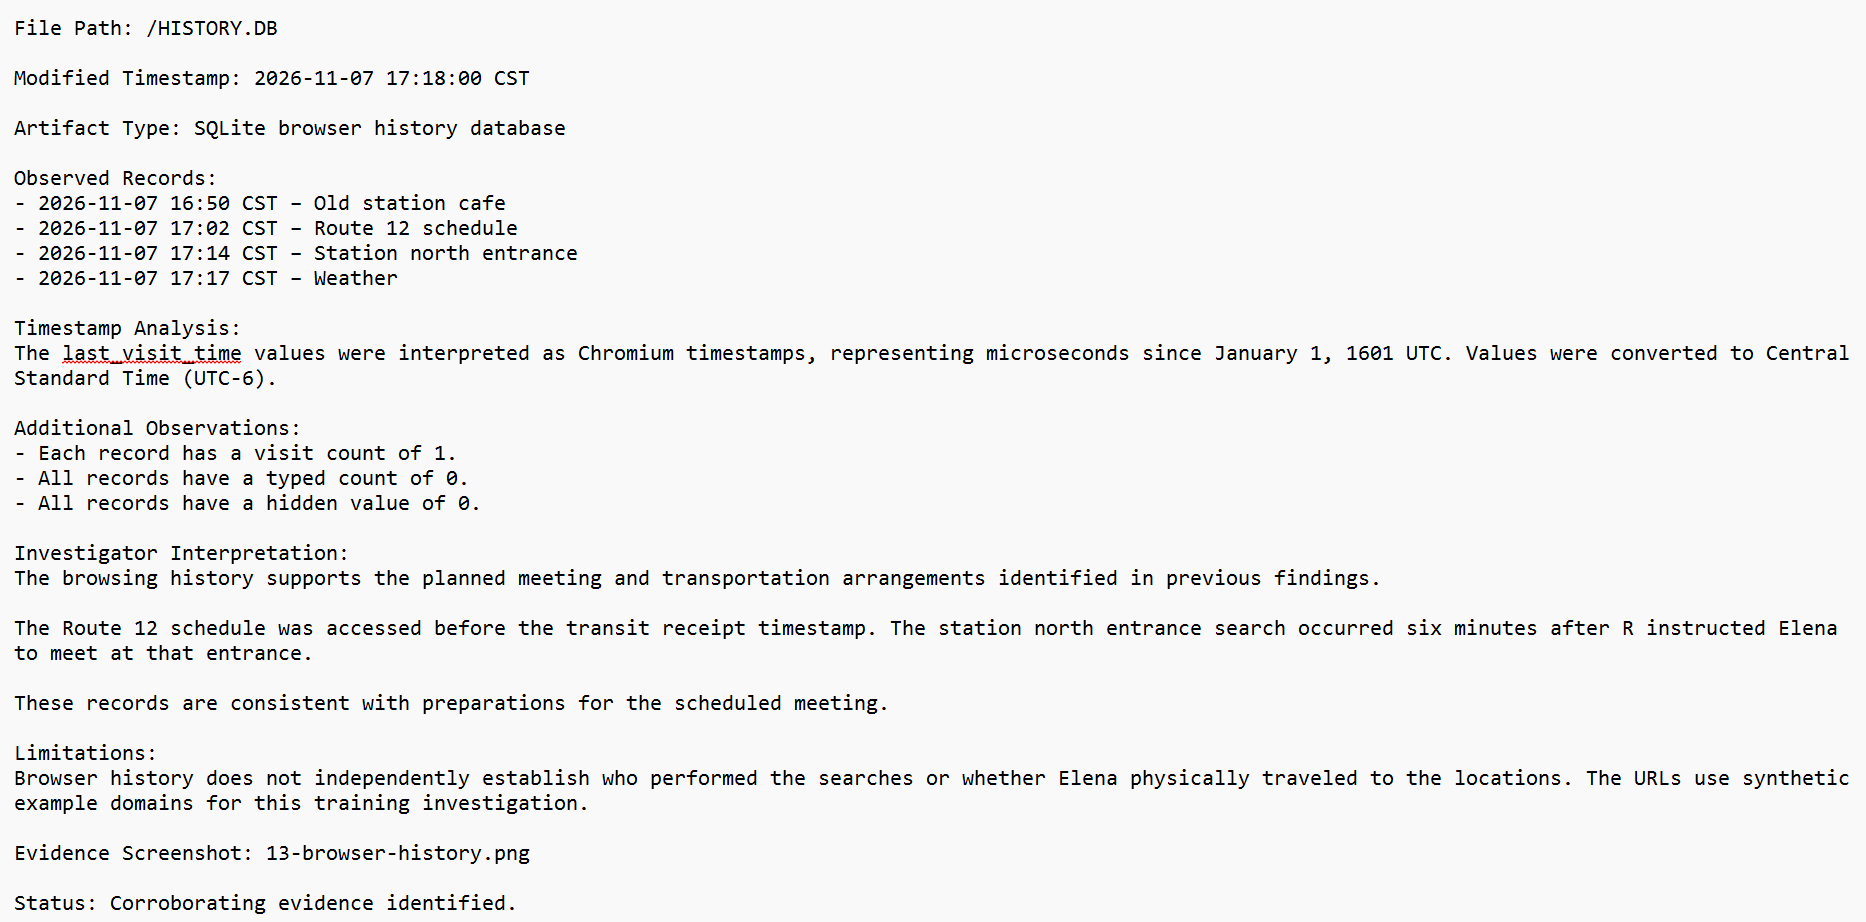 File Path: /HISTORY.DB
Modified Timestamp: 2026-11-07 17:18:00 CST
Artifact Type: SQLite browser history database
Observed Records:
- 2026-11-07 16:50 CST – Old station cafe
- 2026-11-07 17:02 CST – Route 12 schedule
- 2026-11-07 17:14 CST – Station north entrance
- 2026-11-07 17:17 CST – Weather
Timestamp Analysis:
The last_visit_time values were interpreted as Chromium timestamps, representing microseconds since January 1, 1601 UTC. Values were converted to Central
Standard Time (UTC-6).
Additional Observations:
- Each record has a visit count of 1.
- All records have a typed count of 0.
- All records have a hidden value of 0.
Investigator Interpretation:
The browsing history supports the planned meeting and transportation arrangements identified in previous findings.
The Route 12 schedule was accessed before the transit receipt timestamp. The station north entrance search occurred six minutes after R instructed Elena
to meet at that entrance.
These records are consistent with preparations for the scheduled meeting.
Limitations:
Browser history does not independently establish who performed the searches or whether Elena physically traveled to the locations. The URLs use synthetic
example domains for this training investigation.
Evidence Screenshot: 13-browser-history.png
Status: Corroborating evidence identified.